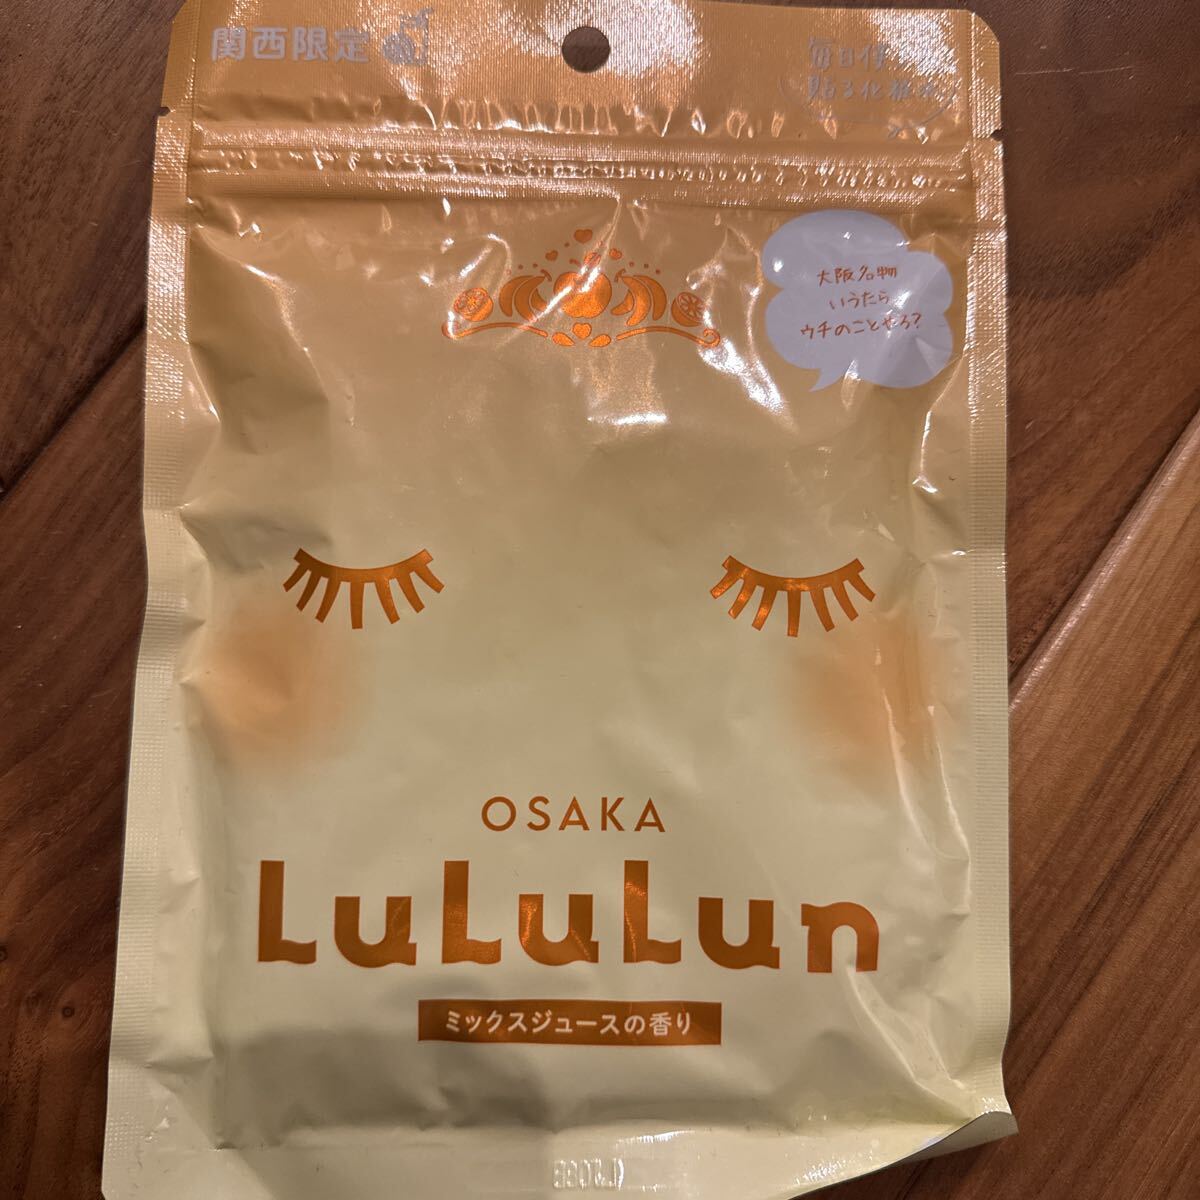 関西限定
毎日使う
貼る化粧水
大阪名物
いうたら
ウチのことやろ?
OSAKA
LuLuLun
ミックスジュースの香り